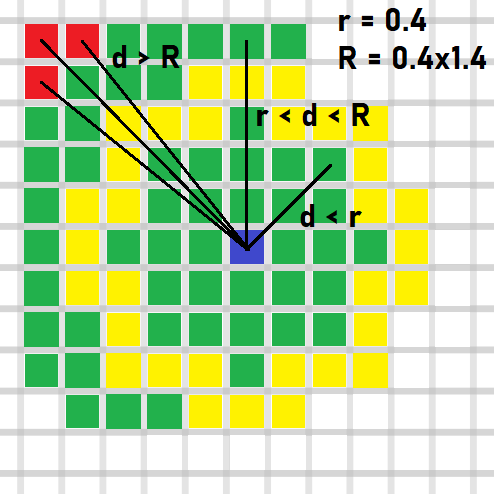 r = 0.4
R = 0.4x1.4
d > R
r < d < R
d < r